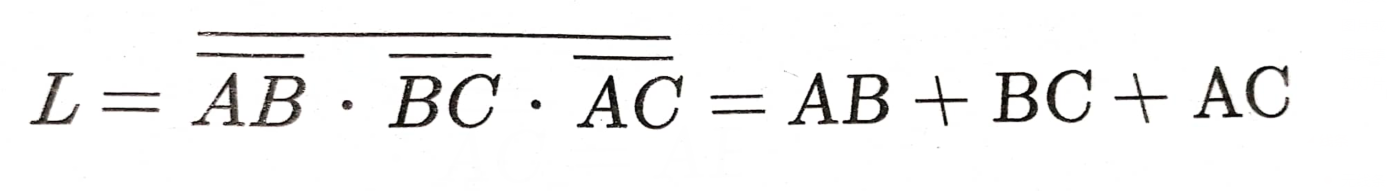 $L = \overline{\overline{AB} \cdot \overline{BC} \cdot \overline{AC}} = AB + BC + AC$